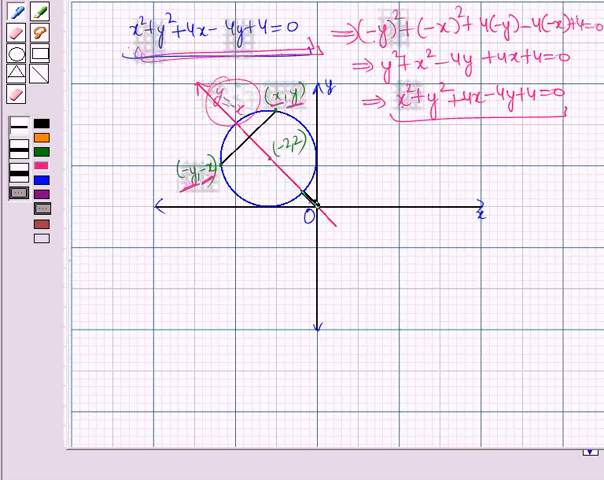 x²+y²+4x-4y+4=0
⇒(-y)²+(-x)²+4(-y)-4(-x)+4=0
⇒ y²+x²-4y+4x+4=0
⇒ x²+y²+4x-4y+4=0
y=-x
(x,y)
y
(-2,2)
(-y,-x)
O
x